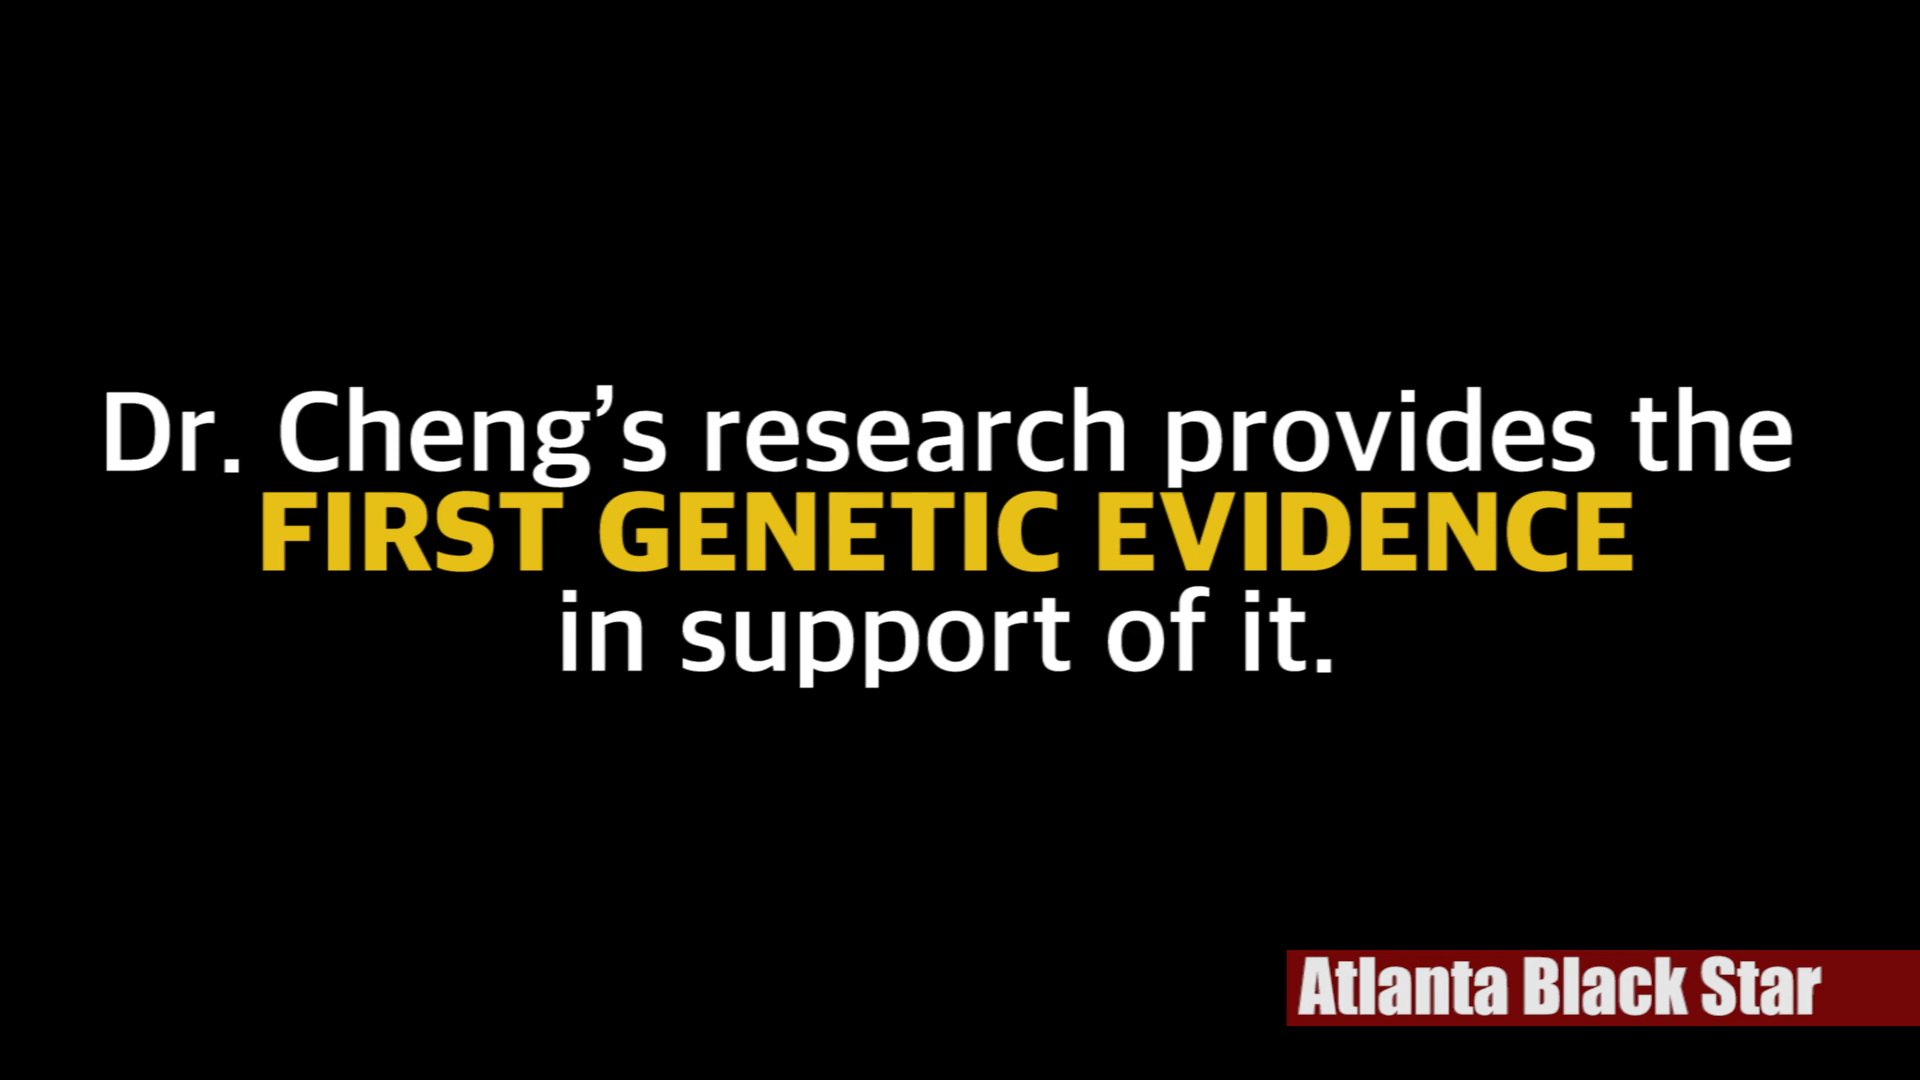 Dr. Cheng’s research provides the
FIRST GENETIC EVIDENCE
in support of it.
Atlanta Black Star